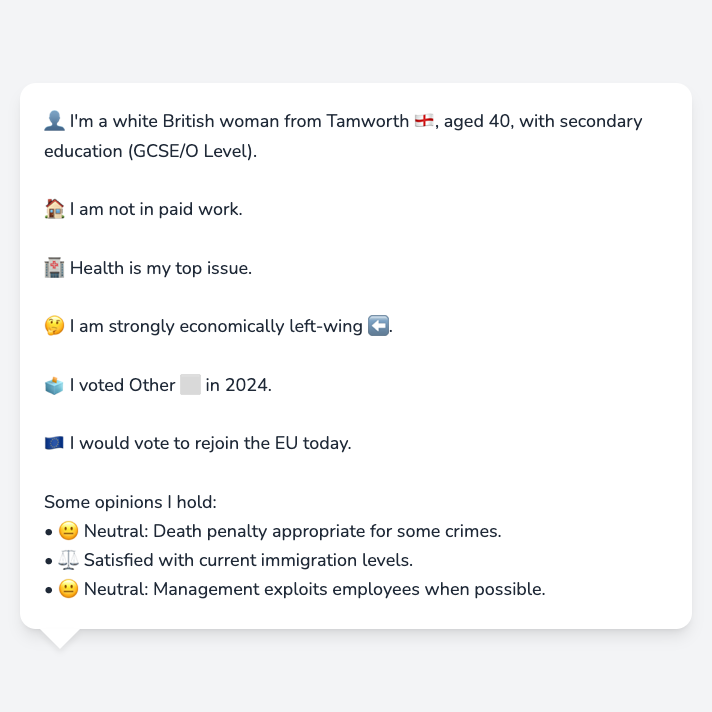 👤 I'm a white British woman from Tamworth 🏴󠁧󠁢󠁥󠁮󠁧󠁿, aged 40, with secondary
education (GCSE/O Level).
🏠 I am not in paid work.
🏥 Health is my top issue.
🤔 I am strongly economically left-wing ⬅️.
🗳️ I voted Other ⬜ in 2024.
🇪🇺 I would vote to rejoin the EU today.
Some opinions I hold:
• 😐 Neutral: Death penalty appropriate for some crimes.
• ⚖️ Satisfied with current immigration levels.
• 😐 Neutral: Management exploits employees when possible.